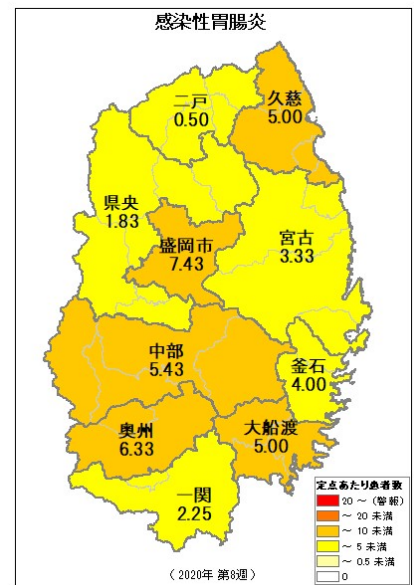 感染性胃腸炎
二戸
0.50
久慈
5.00
県央
1.83
盛岡市
7.43
宮古
3.33
中部
5.43
釜石
4.00
奥州
6.33
大船渡
5.00
一関
2.25
定点あたり患者数
20 ～ (警報)
～ 20 未満
～ 10 未満
～ 5 未満
～ 0.5 未満
0
(2020年 第8週)